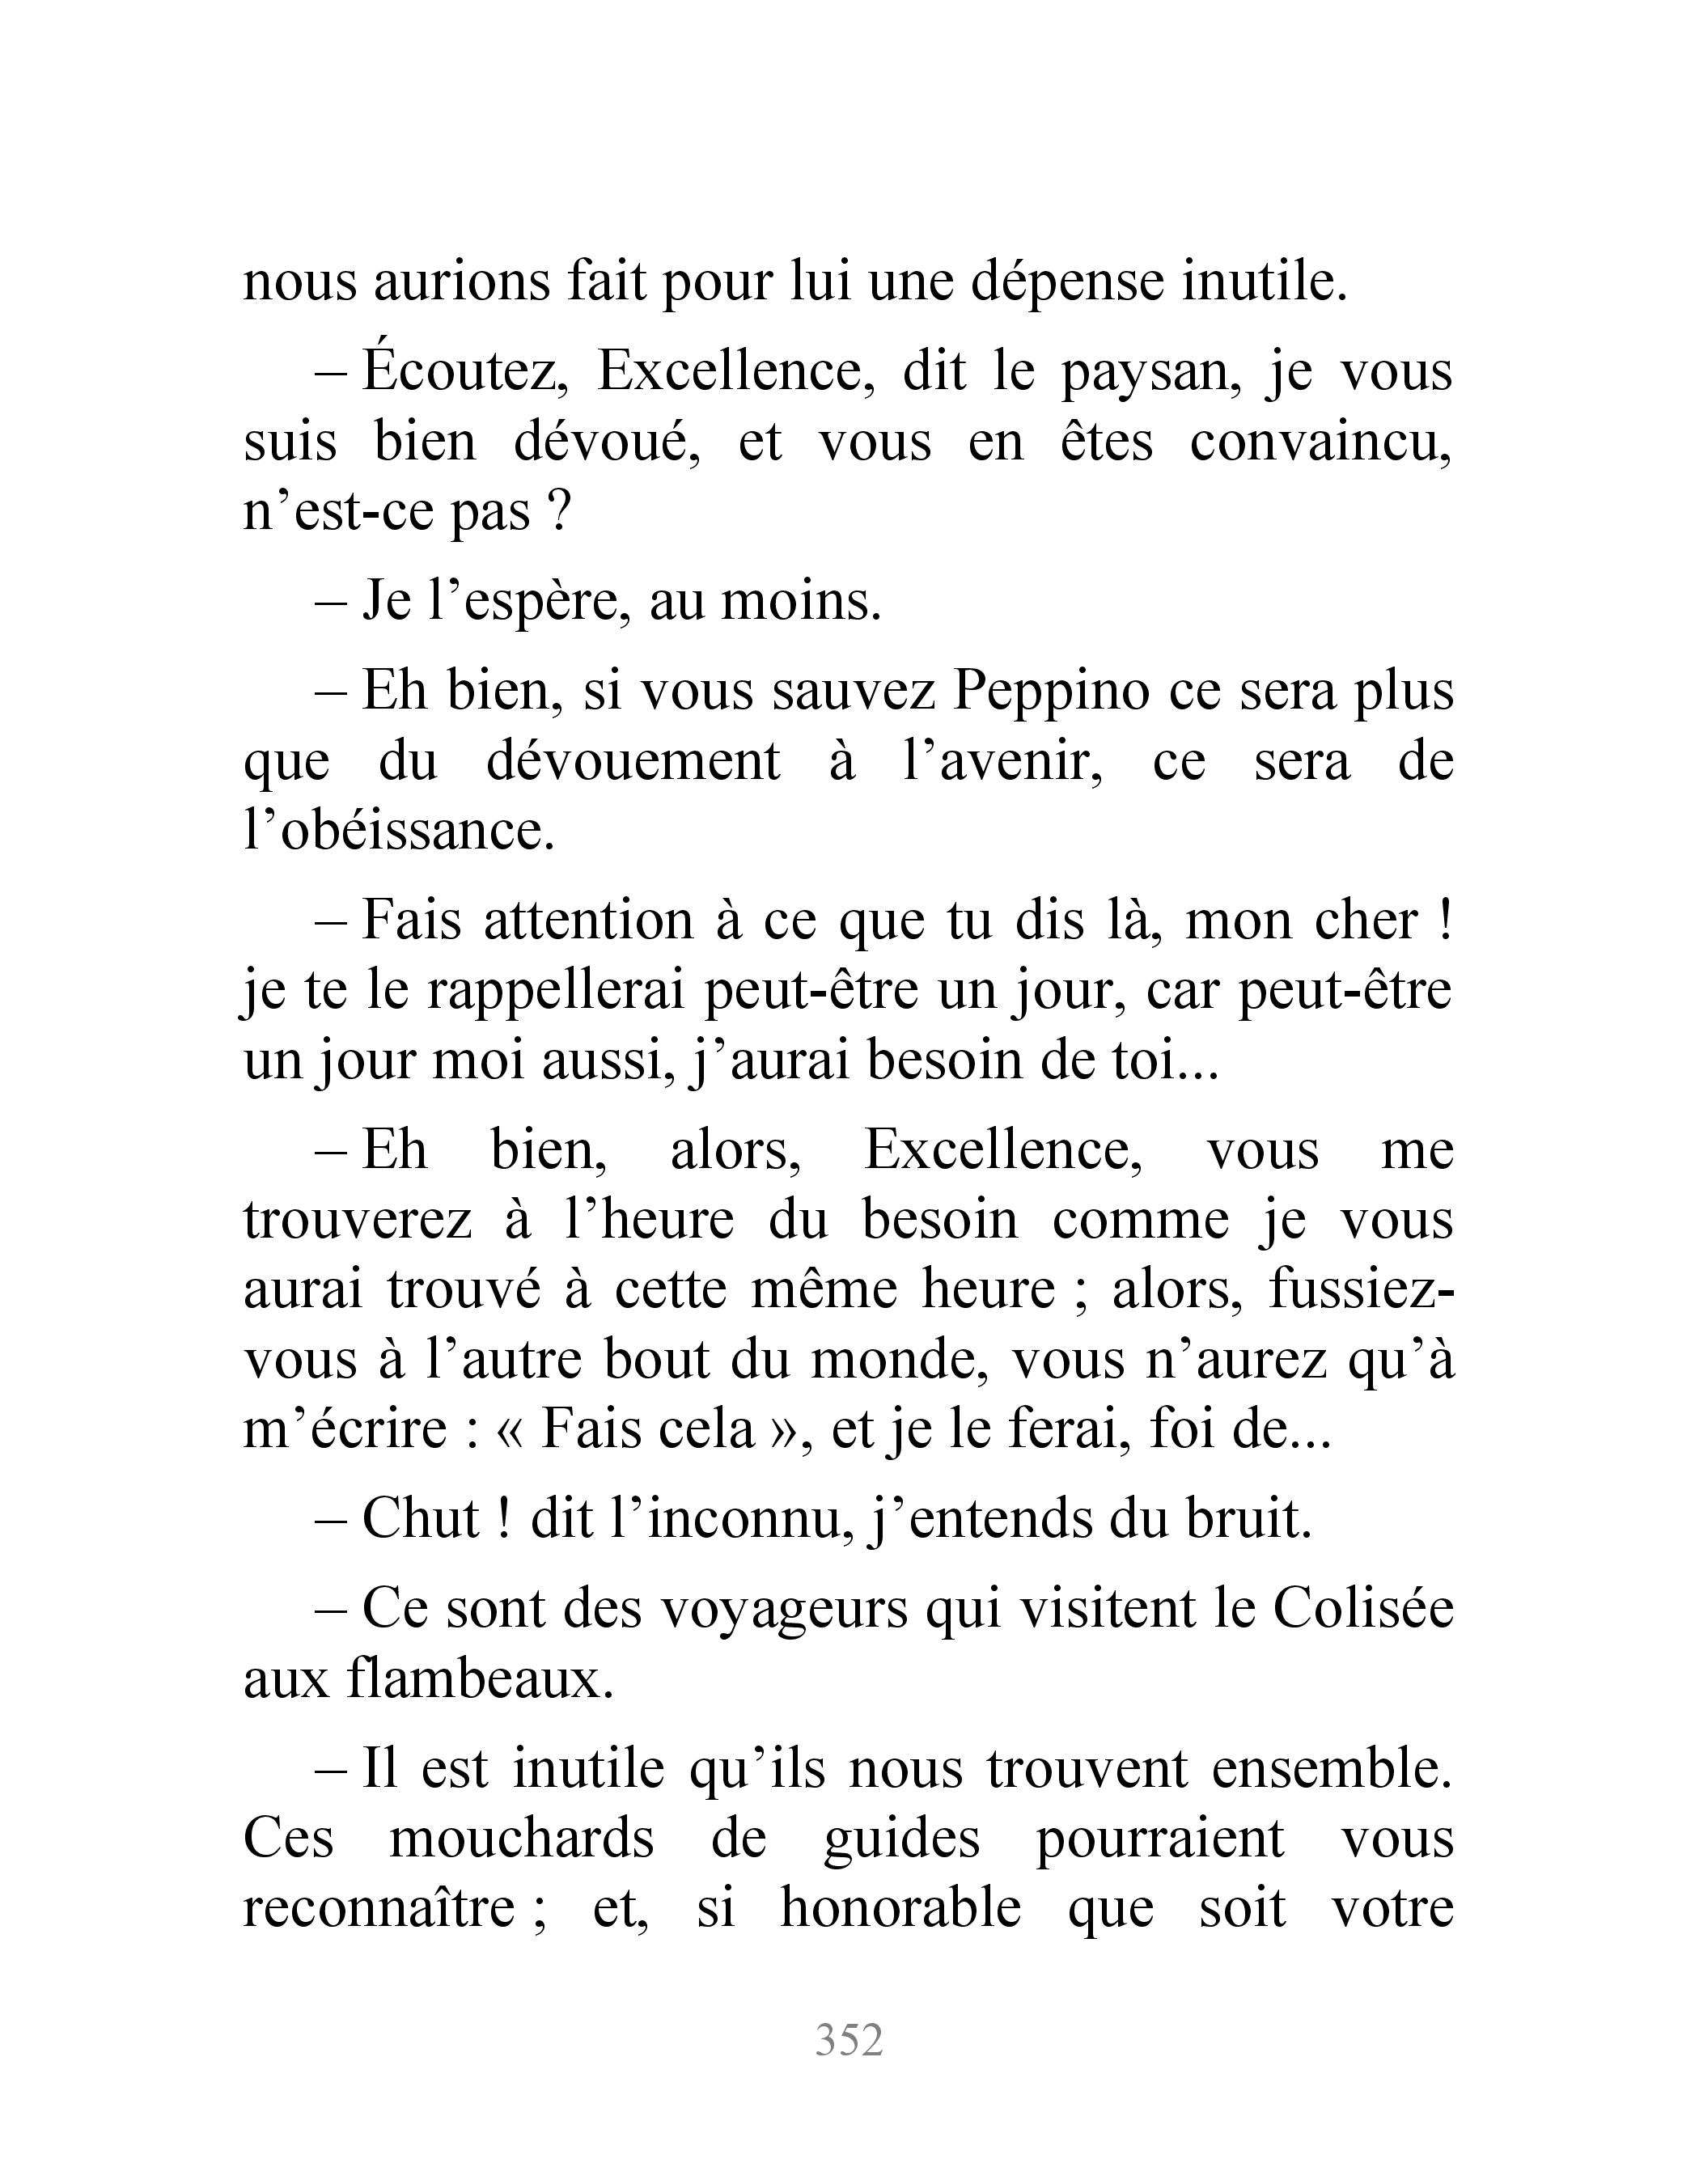 nous aurions fait pour lui une dépense inutile.
– Écoutez, Excellence, dit le paysan, je vous
suis bien dévoué, et vous en êtes convaincu,
n’est-ce pas ?
– Je l’espère, au moins.
– Eh bien, si vous sauvez Peppino ce sera plus
que du dévouement à l’avenir, ce sera de
l’obéissance.
– Fais attention à ce que tu dis là, mon cher !
je te le rappellerai peut-être un jour, car peut-être
un jour moi aussi, j’aurai besoin de toi...
– Eh bien, alors, Excellence, vous me
trouverez à l’heure du besoin comme je vous
aurai trouvé à cette même heure ; alors, fussiez-
vous à l’autre bout du monde, vous n’aurez qu’à
m’écrire : « Fais cela », et je le ferai, foi de...
– Chut ! dit l’inconnu, j’entends du bruit.
– Ce sont des voyageurs qui visitent le Colisée
aux flambeaux.
– Il est inutile qu’ils nous trouvent ensemble.
Ces mouchards de guides pourraient vous
reconnaître ; et, si honorable que soit votre
352